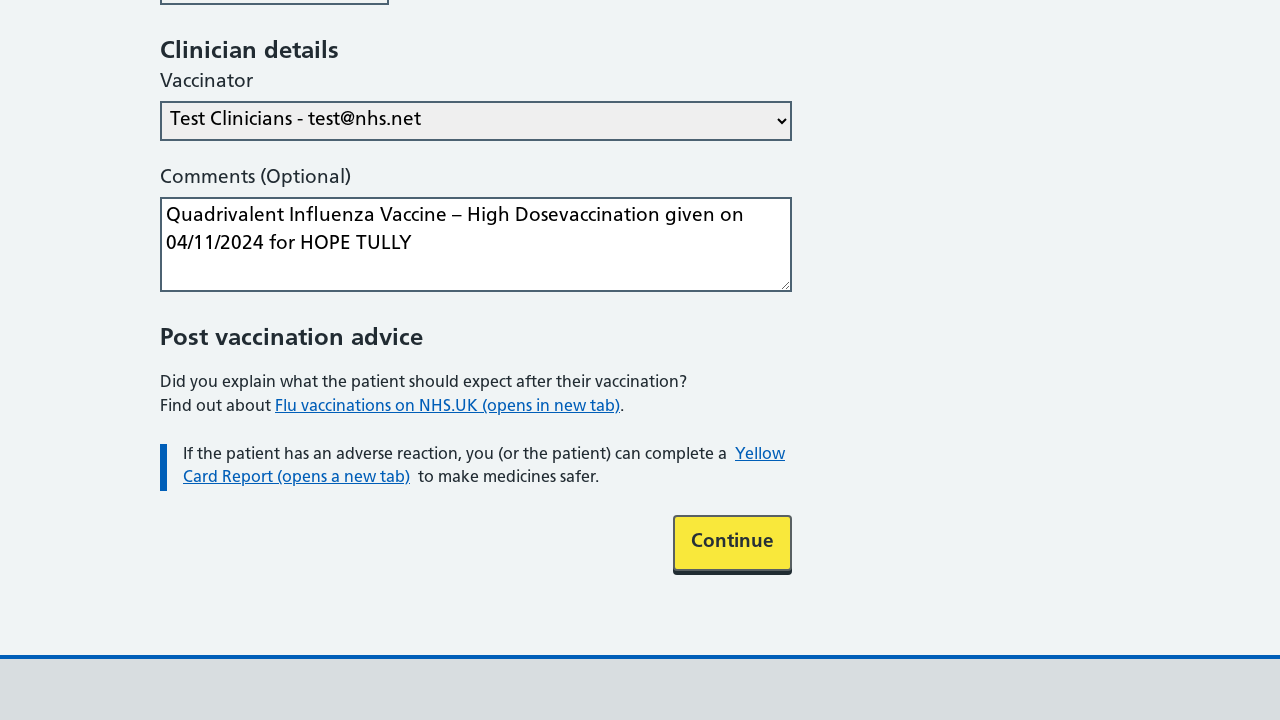 Clinician details
Vaccinator
Test Clinicians - test@nhs.net
Comments (Optional)
Quadrivalent Influenza Vaccine – High Dosevaccination given on
04/11/2024 for HOPE TULLY
Post vaccination advice
Did you explain what the patient should expect after their vaccination?
Find out about Flu vaccinations on NHS.UK (opens in new tab).
If the patient has an adverse reaction, you (or the patient) can complete a Yellow
Card Report (opens a new tab) to make medicines safer.
Continue